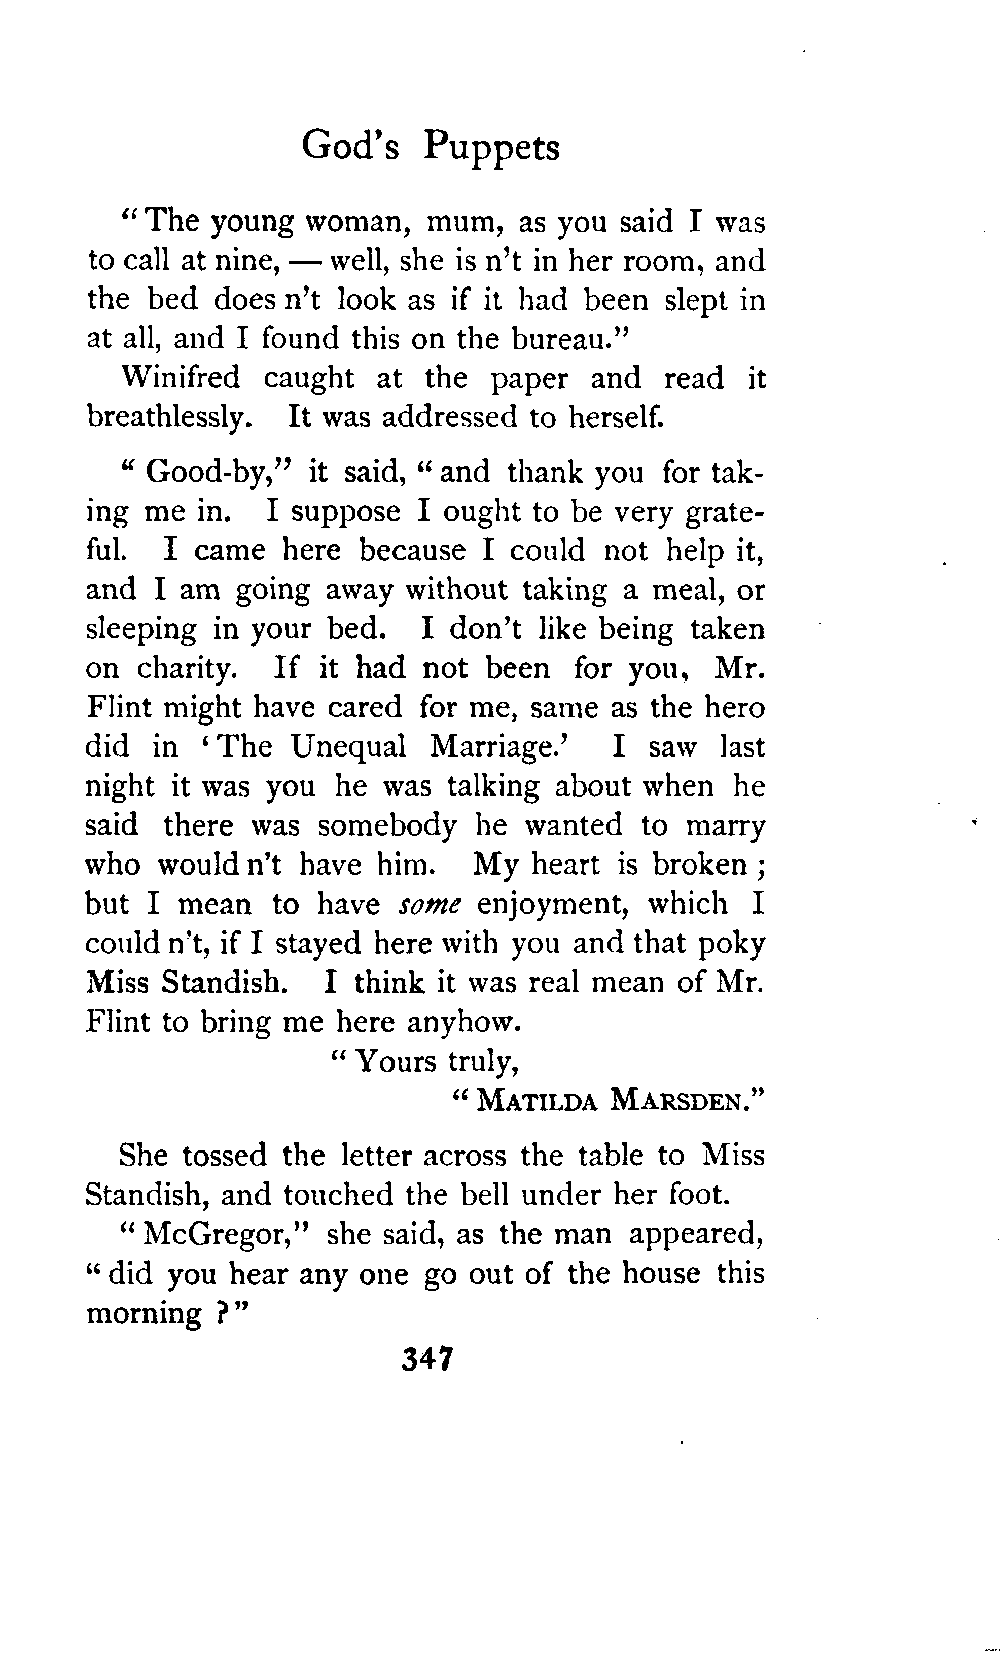 God's Puppets
“The young woman, mum, as you said I was
to call at nine, — well, she is n't in her room, and
the bed does n't look as if it had been slept in
at all, and I found this on the bureau.”
Winifred caught at the paper and read it
breathlessly. It was addressed to herself.
“Good-by,” it said, “and thank you for tak-
ing me in. I suppose I ought to be very grate-
ful. I came here because I could not help it,
and I am going away without taking a meal, or
sleeping in your bed. I don't like being taken
on charity. If it had not been for you, Mr.
Flint might have cared for me, same as the hero
did in ‘The Unequal Marriage.’ I saw last
night it was you he was talking about when he
said there was somebody he wanted to marry
who would n't have him. My heart is broken;
but I mean to have some enjoyment, which I
could n't, if I stayed here with you and that poky
Miss Standish. I think it was real mean of Mr.
Flint to bring me here anyhow.
“Yours truly,
“MATILDA MARSDEN.”
She tossed the letter across the table to Miss
Standish, and touched the bell under her foot.
“McGregor,” she said, as the man appeared,
“did you hear any one go out of the house this
morning?”
347